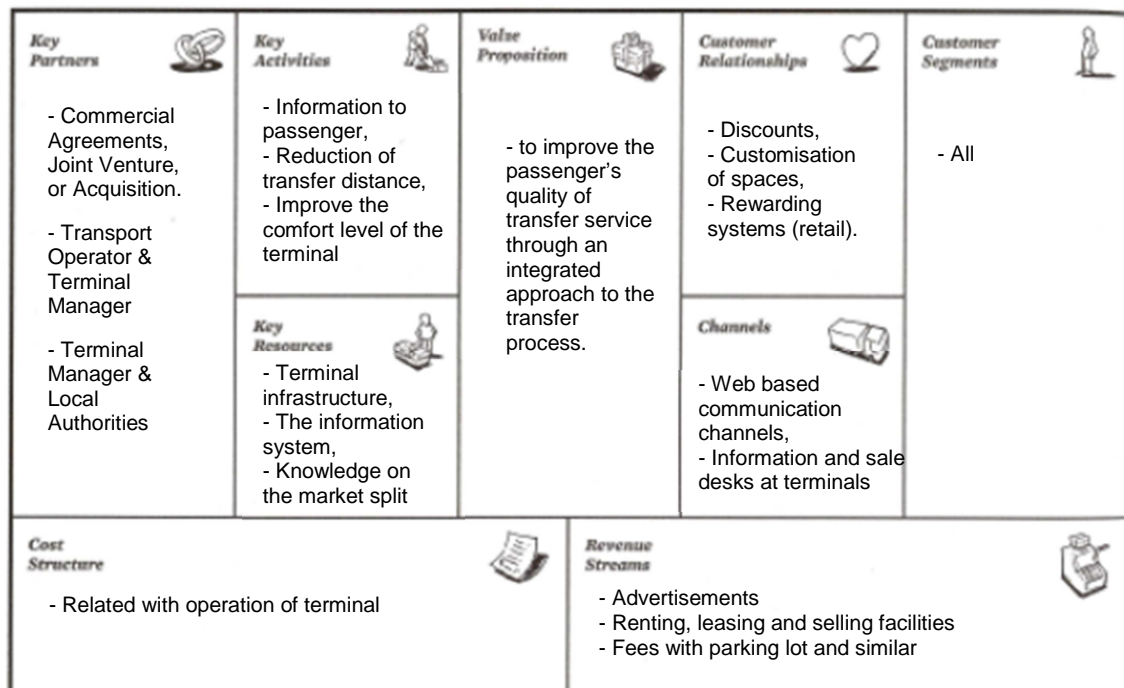 Key
Partners
- Commercial
Agreements,
Joint Venture,
or Acquisition.
- Transport
Operator &
Terminal
Manager
- Terminal
Manager &
Local
Authorities
Key
Activities
- Information to
passenger,
- Reduction of
transfer distance,
- Improve the
comfort level of the
terminal
Key
Resources
- Terminal
infrastructure,
- The information
system,
- Knowledge on
the market split
Value
Proposition
- to improve the
passenger’s
quality of
transfer service
through an
integrated
approach to the
transfer
process.
Customer
Relationships
- Discounts,
- Customisation
of spaces,
- Rewarding
systems (retail).
Channels
- Web based
communication
channels,
- Information and sale
desks at terminals
Customer
Segments
- All
Cost
Structure
- Related with operation of terminal
Revenue
Streams
- Advertisements
- Renting, leasing and selling facilities
- Fees with parking lot and similar